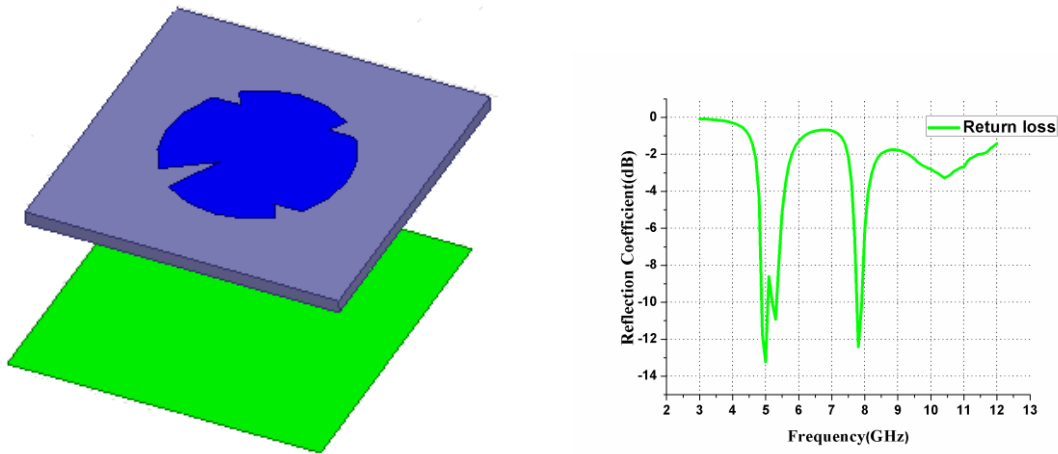 Return loss
Reflection Coefficient(dB)
0
-2
-4
-6
-8
-10
-12
-14
2 3 4 5 6 7 8 9 10 11 12 13
Frequency(GHz)